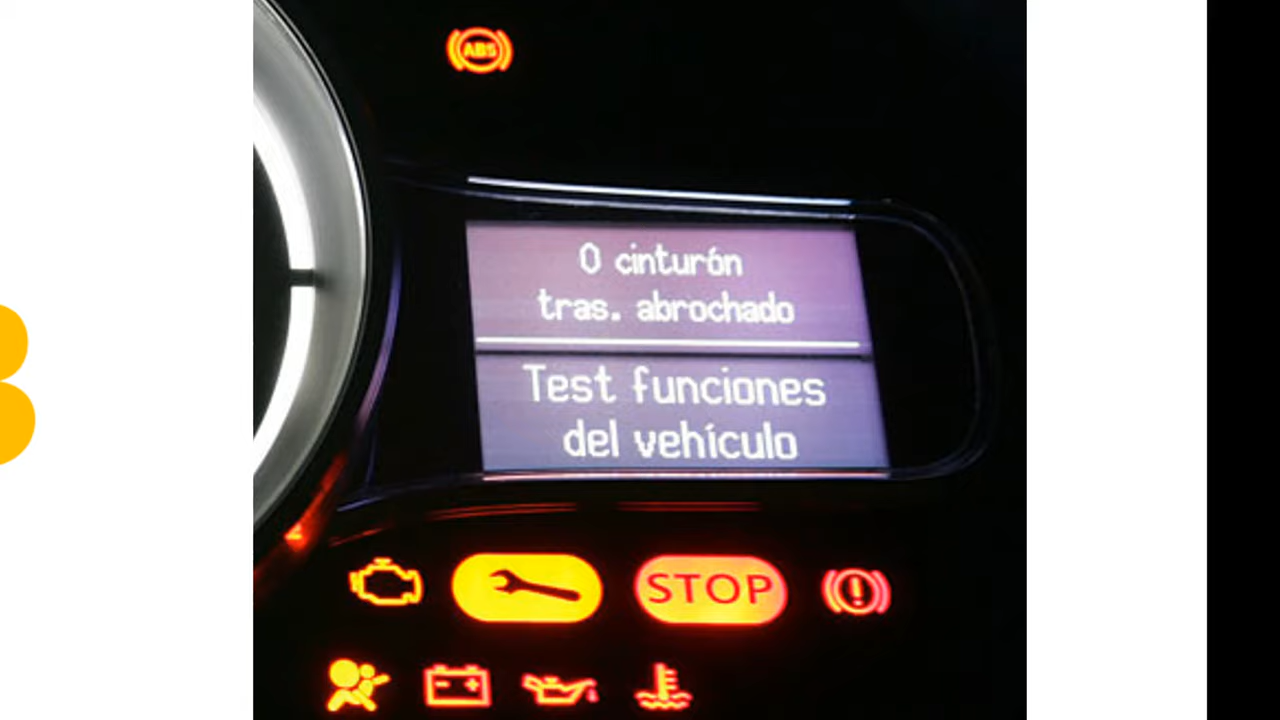 ABS
0 cinturón
tras. abrochado
Test funciones
del vehículo
STOP